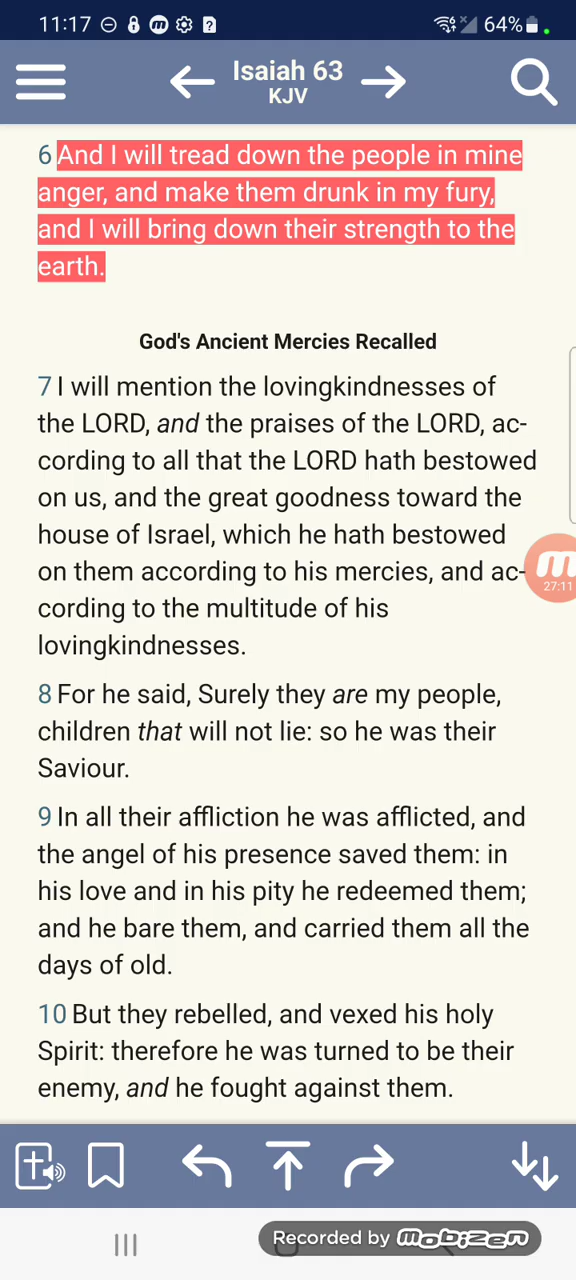 11:17
64%
Isaiah 63
KJV
6 And I will tread down the people in mine
anger, and make them drunk in my fury,
and I will bring down their strength to the
earth.
God's Ancient Mercies Recalled
7 I will mention the lovingkindnesses of
the LORD, and the praises of the LORD, ac-
cording to all that the LORD hath bestowed
on us, and the great goodness toward the
house of Israel, which he hath bestowed
on them according to his mercies, and ac-
cording to the multitude of his
lovingkindnesses.
27:11
8 For he said, Surely they are my people,
children that will not lie: so he was their
Saviour.
9 In all their affliction he was afflicted, and
the angel of his presence saved them: in
his love and in his pity he redeemed them;
and he bare them, and carried them all the
days of old.
10 But they rebelled, and vexed his holy
Spirit: therefore he was turned to be their
enemy, and he fought against them.
Recorded by mobizen